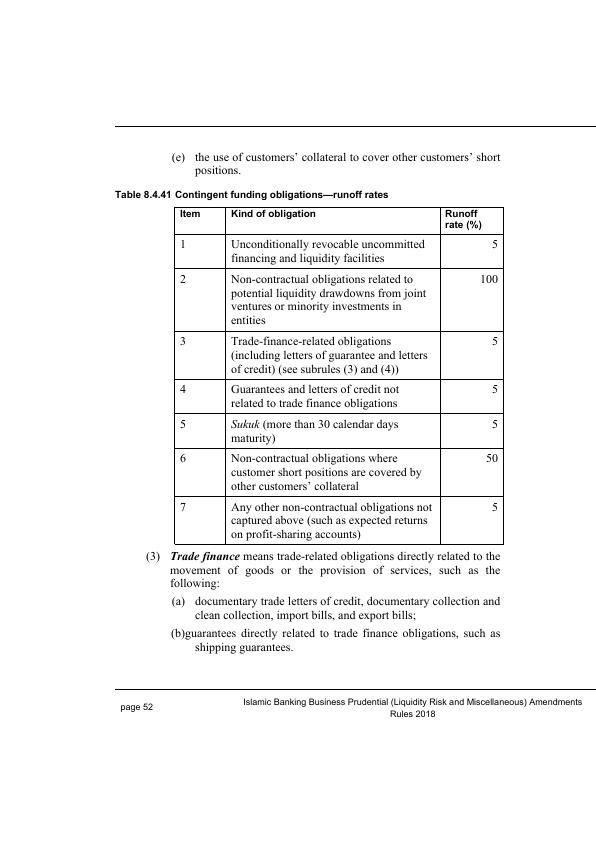 (e) the use of customers’ collateral to cover other customers’ short
positions.
Table 8.4.41 Contingent funding obligations—runoff rates
Item Kind of obligation Runoff
rate (%)
1 Unconditionally revocable uncommitted 5
financing and liquidity facilities
2 Non-contractual obligations related to 100
potential liquidity drawdowns from joint
ventures or minority investments in
entities
3 Trade-finance-related obligations 5
(including letters of guarantee and letters
of credit) (see subrules (3) and (4))
4 Guarantees and letters of credit not 5
related to trade finance obligations
5 Sukuk (more than 30 calendar days 5
maturity)
6 Non-contractual obligations where 50
customer short positions are covered by
other customers’ collateral
7 Any other non-contractual obligations not 5
captured above (such as expected returns
on profit-sharing accounts)
(3) Trade finance means trade-related obligations directly related to the
movement of goods or the provision of services, such as the
following:
(a) documentary trade letters of credit, documentary collection and
clean collection, import bills, and export bills;
(b)guarantees directly related to trade finance obligations, such as
shipping guarantees.
page 52 Islamic Banking Business Prudential (Liquidity Risk and Miscellaneous) Amendments
Rules 2018